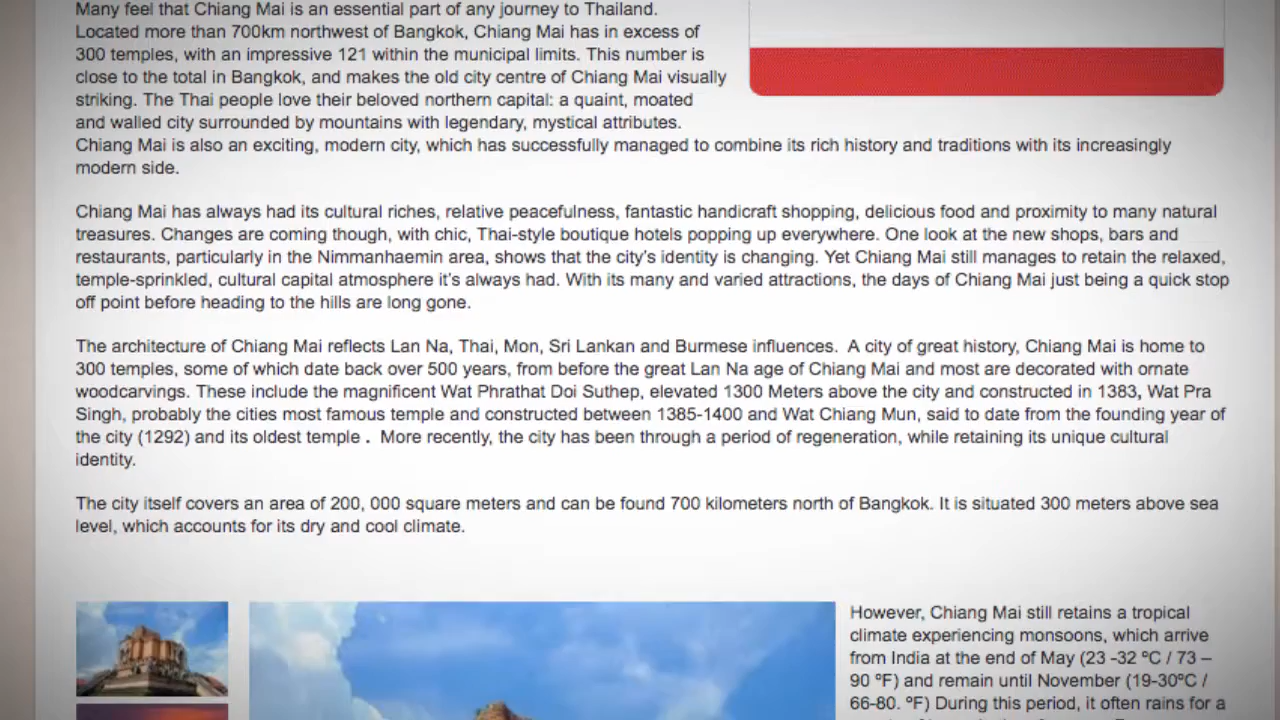 Many feel that Chiang Mai is an essential part of any journey to Thailand.
Located more than 700km northwest of Bangkok, Chiang Mai has in excess of
300 temples, with an impressive 121 within the municipal limits. This number is
close to the total in Bangkok, and makes the old city centre of Chiang Mai visually
striking. The Thai people love their beloved northern capital: a quaint, moated
and walled city surrounded by mountains with legendary, mystical attributes.
Chiang Mai is also an exciting, modern city, which has successfully managed to combine its rich history and traditions with its increasingly
modern side.
Chiang Mai has always had its cultural riches, relative peacefulness, fantastic handicraft shopping, delicious food and proximity to many natural
treasures. Changes are coming though, with chic, Thai-style boutique hotels popping up everywhere. One look at the new shops, bars and
restaurants, particularly in the Nimmanhaemin area, shows that the city’s identity is changing. Yet Chiang Mai still manages to retain the relaxed,
temple-sprinkled, cultural capital atmosphere it’s always had. With its many and varied attractions, the days of Chiang Mai just being a quick stop
off point before heading to the hills are long gone.
The architecture of Chiang Mai reflects Lan Na, Thai, Mon, Sri Lankan and Burmese influences.  A city of great history, Chiang Mai is home to
300 temples, some of which date back over 500 years, from before the great Lan Na age of Chiang Mai and most are decorated with ornate
woodcarvings. These include the magnificent Wat Phrathat Doi Suthep, elevated 1300 Meters above the city and constructed in 1383, Wat Pra
Singh, probably the cities most famous temple and constructed between 1385-1400 and Wat Chiang Mun, said to date from the founding year of
the city (1292) and its oldest temple .  More recently, the city has been through a period of regeneration, while retaining its unique cultural
identity.
The city itself covers an area of 200, 000 square meters and can be found 700 kilometers north of Bangkok. It is situated 300 meters above sea
level, which accounts for its dry and cool climate.
However, Chiang Mai still retains a tropical
climate experiencing monsoons, which arrive
from India at the end of May (23 -32 ºC / 73 –
90 ºF) and remain until November (19-30ºC /
66-80. ºF) During this period, it often rains for a